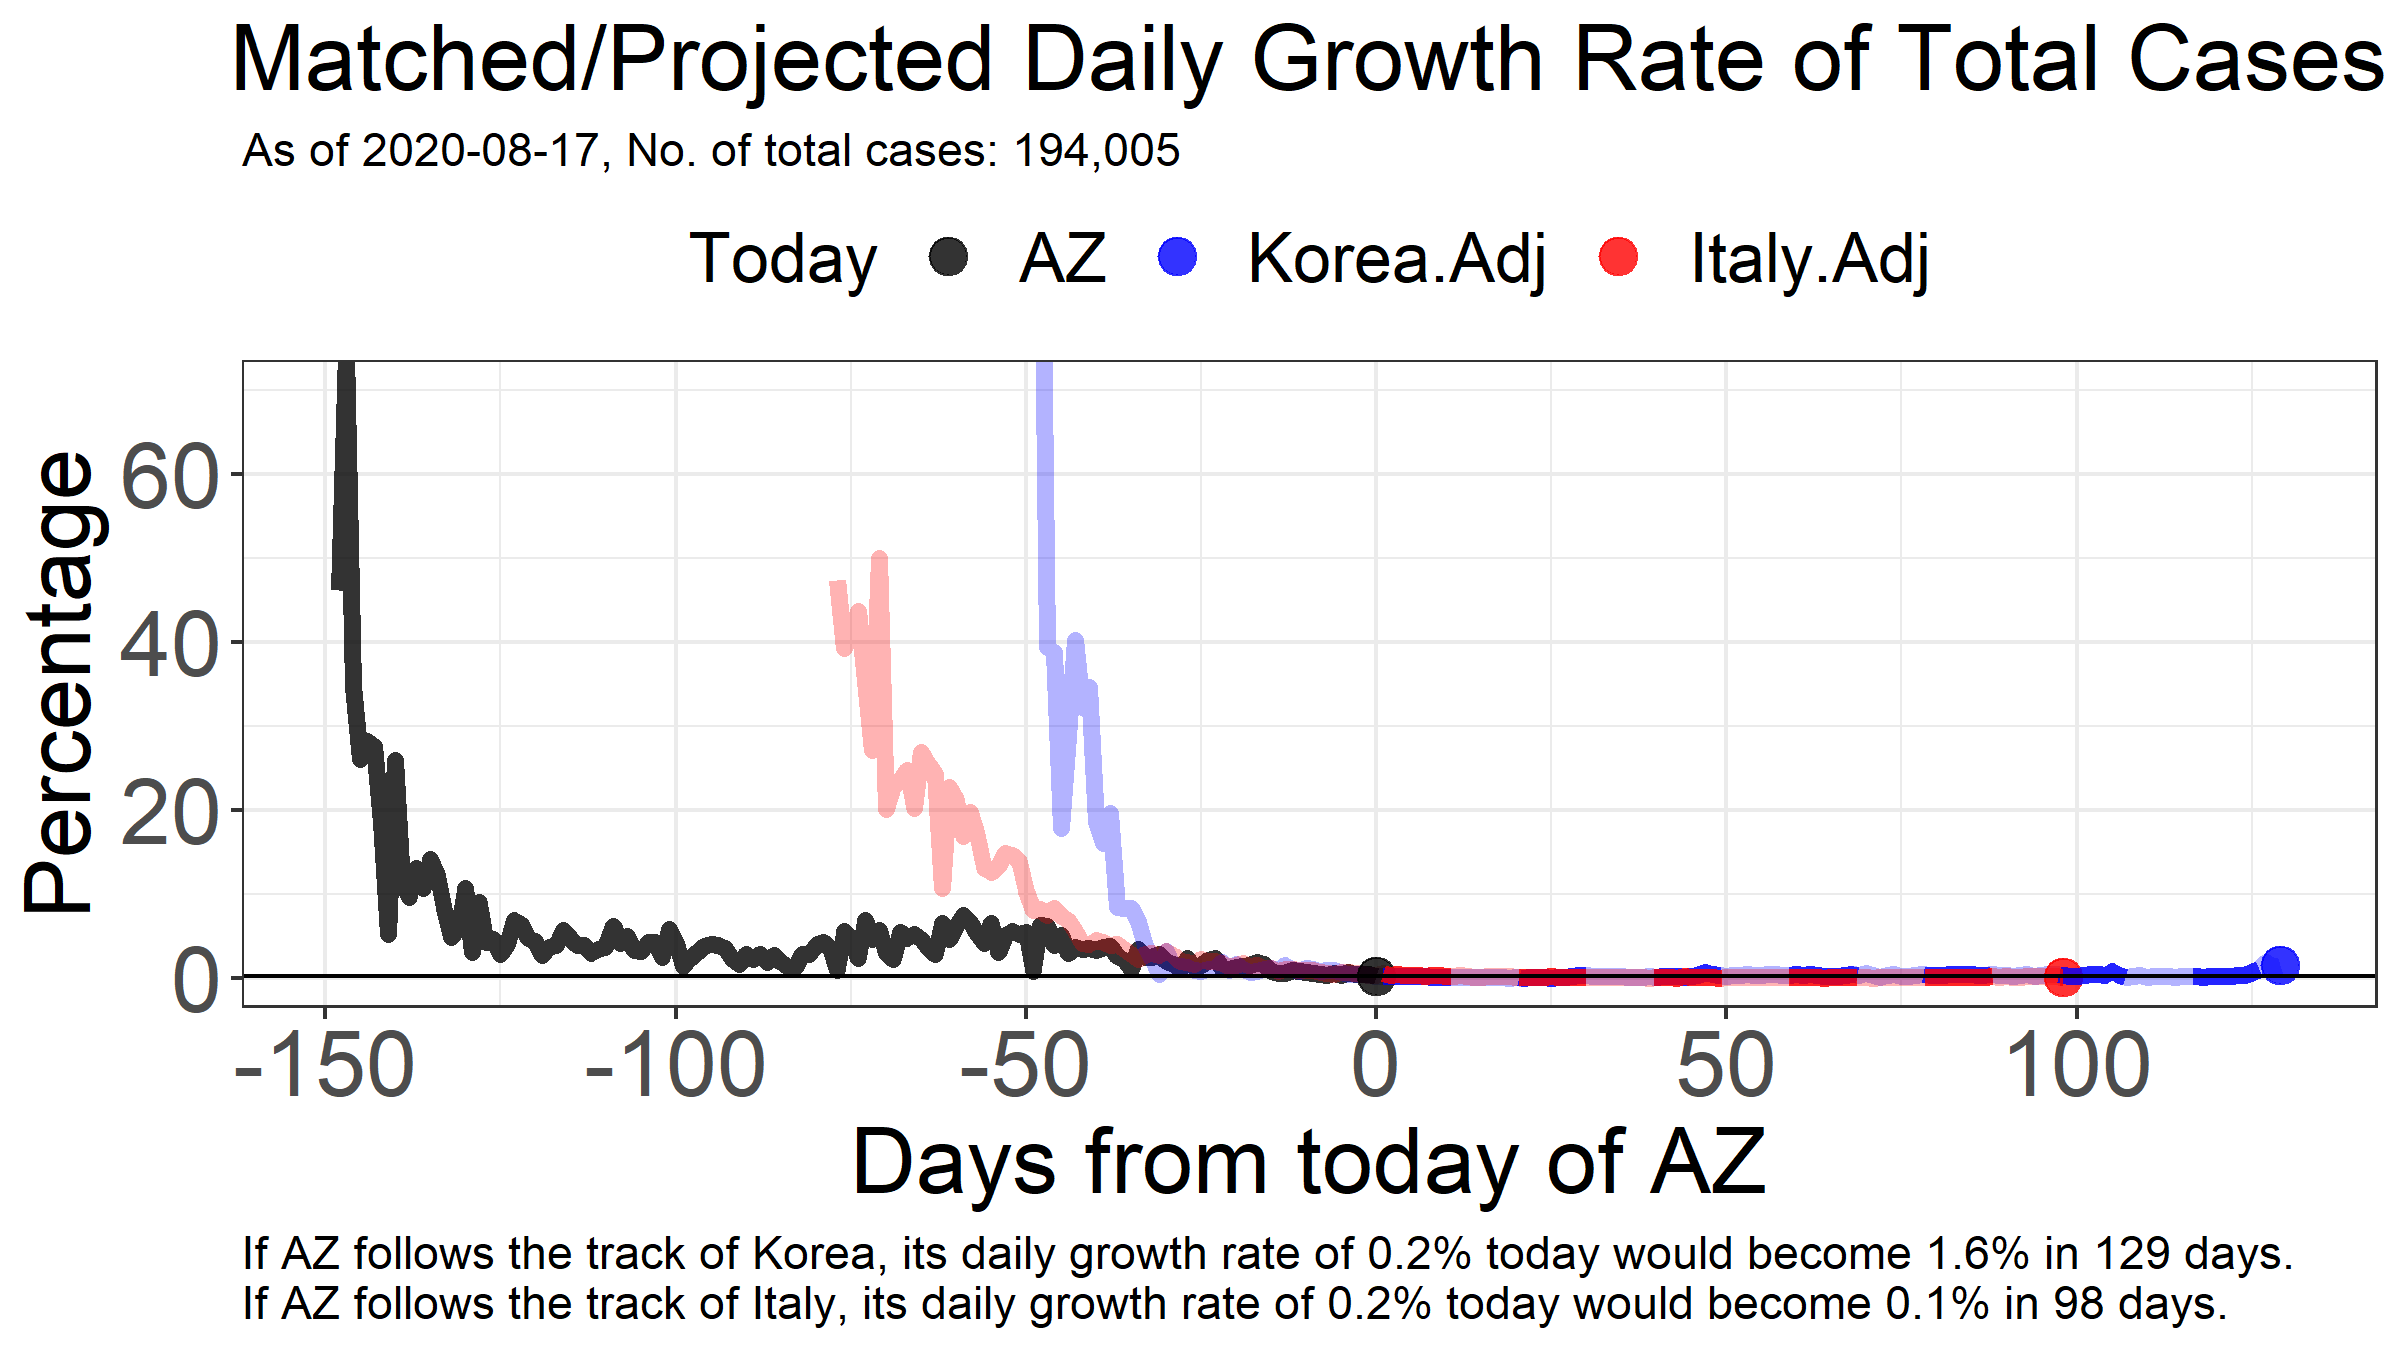 Matched/Projected Daily Growth Rate of Total Cases
As of 2020-08-17, No. of total cases: 194,005
Today AZ Korea.Adj Italy.Adj
Percentage
60
40
20
0
-150 -100 -50 0 50 100
Days from today of AZ
If AZ follows the track of Korea, its daily growth rate of 0.2% today would become 1.6% in 129 days.
If AZ follows the track of Italy, its daily growth rate of 0.2% today would become 0.1% in 98 days.